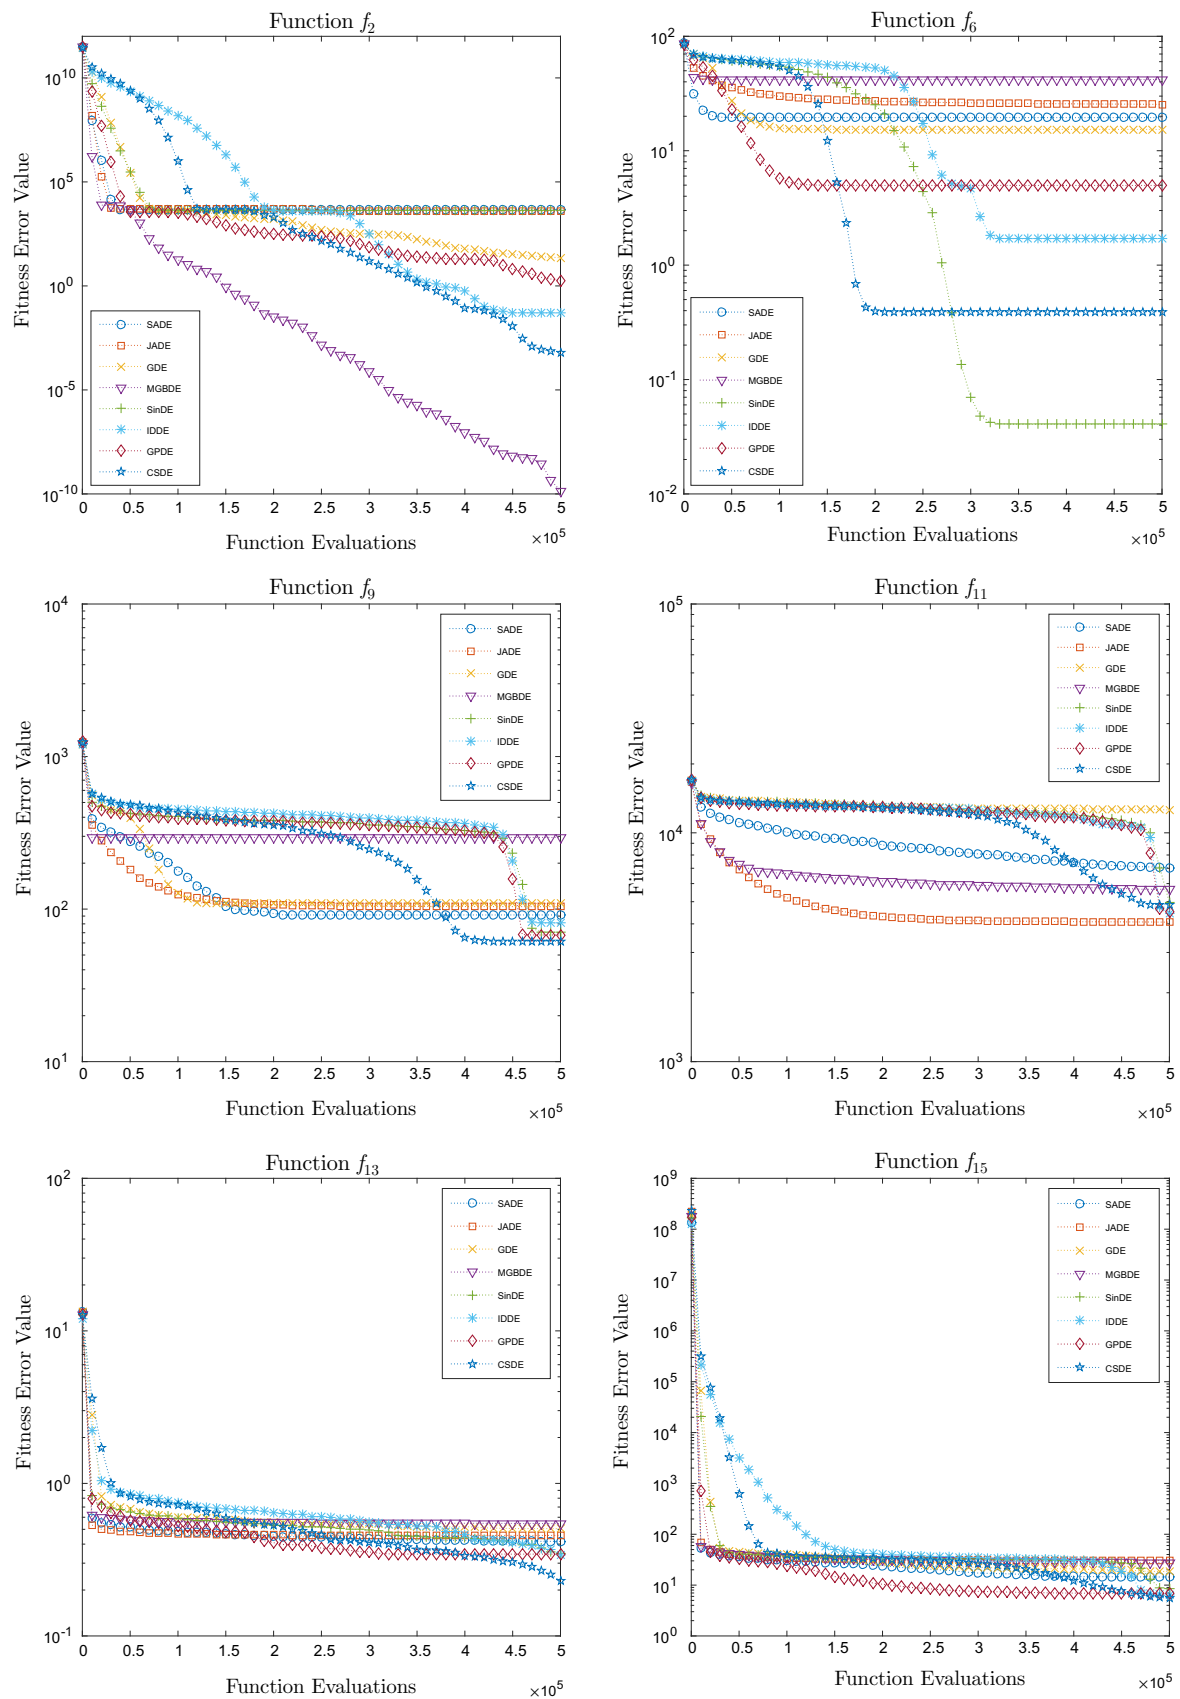 Function f2
Fitness Error Value
10^10
10^5
10^0
10^-5
10^-10
SADE
JADE
GDE
MGBDE
SinDE
IDDE
GPDE
CSDE
0 0.5 1 1.5 2 2.5 3 3.5 4 4.5 5
Function Evaluations
×10^5
Function f6
Fitness Error Value
10^2
10^1
10^0
10^-1
10^-2
SADE
JADE
GDE
MGBDE
SinDE
IDDE
GPDE
CSDE
0 0.5 1 1.5 2 2.5 3 3.5 4 4.5 5
Function Evaluations
×10^5
Function f9
Fitness Error Value
10^4
10^3
10^2
10^1
SADE
JADE
GDE
MGBDE
SinDE
IDDE
GPDE
CSDE
0 0.5 1 1.5 2 2.5 3 3.5 4 4.5 5
Function Evaluations
×10^5
Function f11
Fitness Error Value
10^5
10^4
10^3
SADE
JADE
GDE
MGBDE
SinDE
IDDE
GPDE
CSDE
0 0.5 1 1.5 2 2.5 3 3.5 4 4.5 5
Function Evaluations
×10^5
Function f13
Fitness Error Value
10^2
10^1
10^0
10^-1
SADE
JADE
GDE
MGBDE
SinDE
IDDE
GPDE
CSDE
0 0.5 1 1.5 2 2.5 3 3.5 4 4.5 5
Function Evaluations
×10^5
Function f15
Fitness Error Value
10^9
10^8
10^7
10^6
10^5
10^4
10^3
10^2
10^1
10^0
SADE
JADE
GDE
MGBDE
SinDE
IDDE
GPDE
CSDE
0 0.5 1 1.5 2 2.5 3 3.5 4 4.5 5
Function Evaluations
×10^5